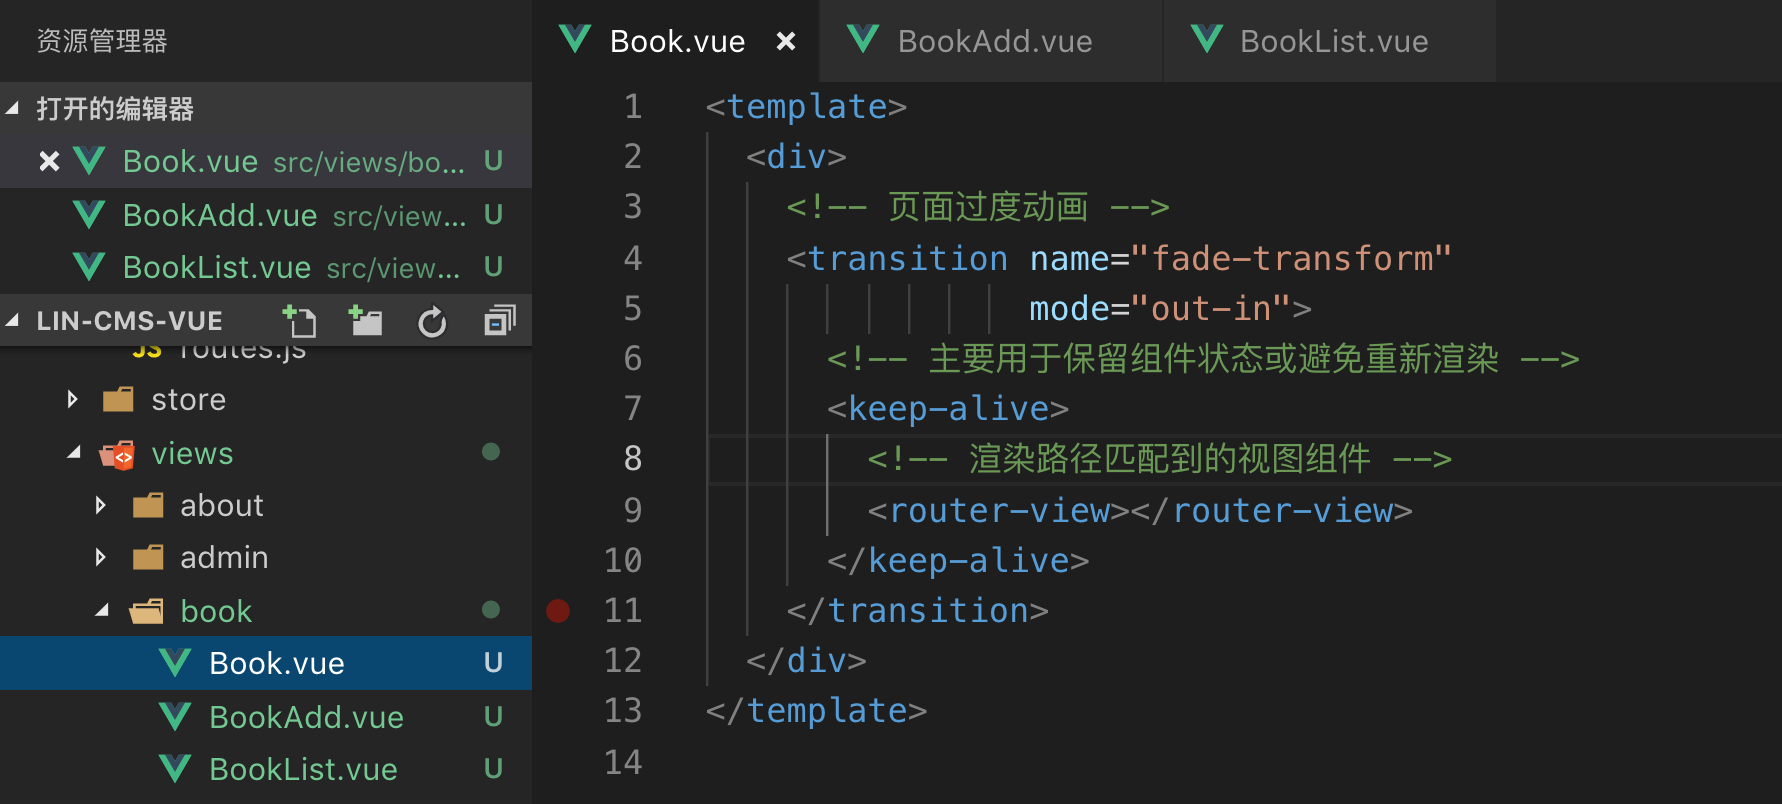 资源管理器
打开的编辑器
Book.vue src/views/bo... U
BookAdd.vue src/view... U
BookList.vue src/view... U
LIN-CMS-VUE
JS routes.js
store
views
about
admin
book
Book.vue U
BookAdd.vue U
BookList.vue U
Book.vue BookAdd.vue BookList.vue
1 <template>
2 <div>
3 <!-- 页面过度动画 -->
4 <transition name="fade-transform"
5 mode="out-in">
6 <!-- 主要用于保留组件状态或避免重新渲染 -->
7 <keep-alive>
8 <!-- 渲染路径匹配到的视图组件 -->
9 <router-view></router-view>
10 </keep-alive>
11 </transition>
12 </div>
13 </template>
14